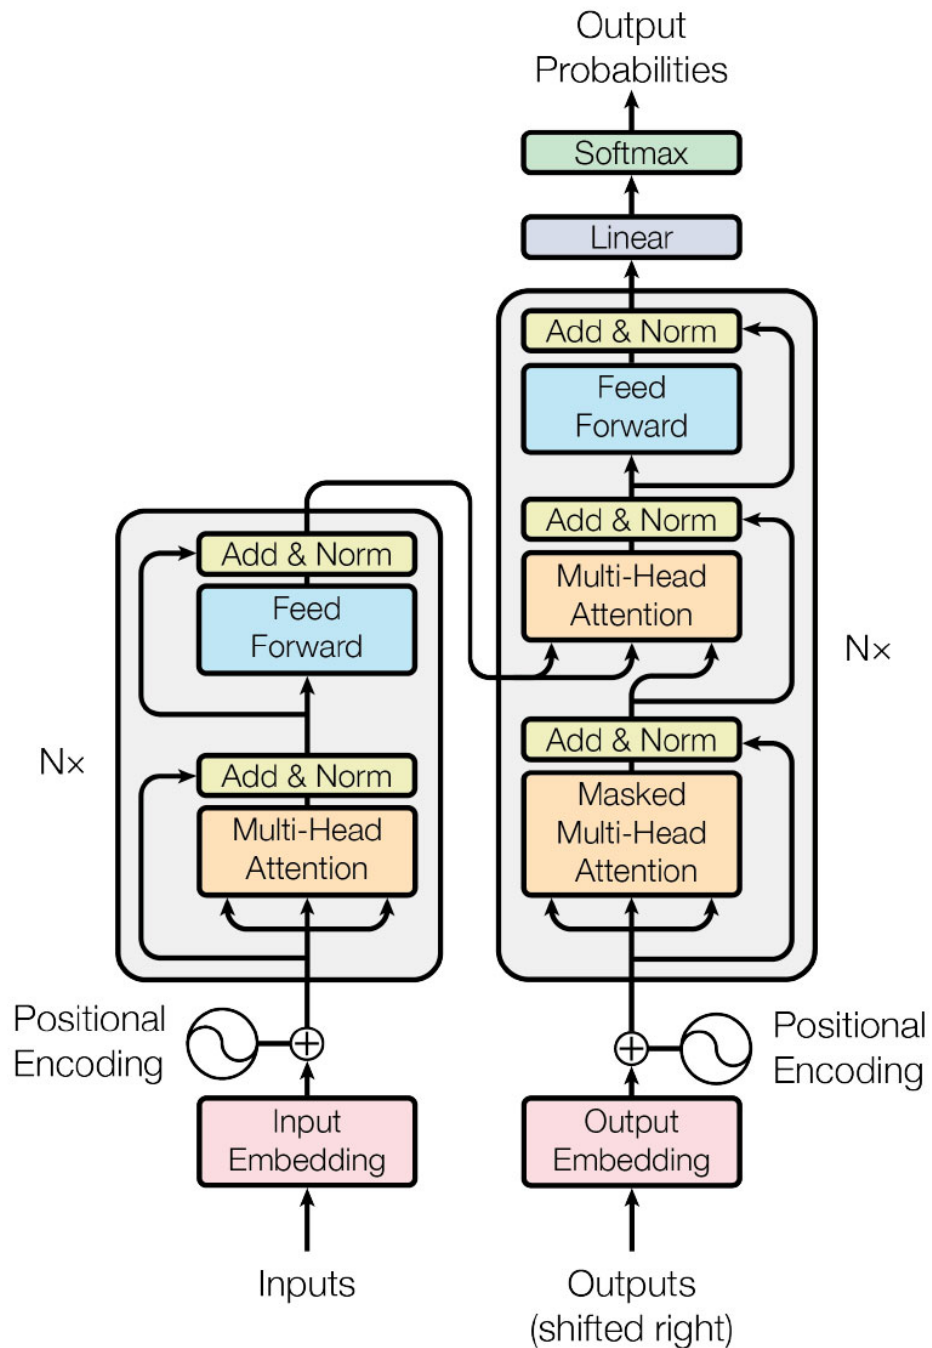 Output
Probabilities
Softmax
Linear
Add & Norm
Feed
Forward
Add & Norm
Multi-Head
Attention
Nx
Add & Norm
Masked
Multi-Head
Attention
Add & Norm
Feed
Forward
Nx
Add & Norm
Multi-Head
Attention
Positional
Encoding
Positional
Encoding
Input
Embedding
Output
Embedding
Inputs
Outputs
(shifted right)